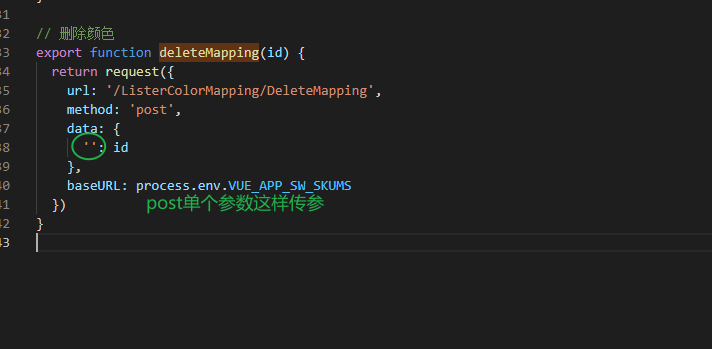 31
32 // 删除颜色
33 export function deleteMapping(id) {
34 return request({
35 url: '/ListerColorMapping/DeleteMapping',
36 method: 'post',
37 data: {
38 '': id
39 },
40 baseURL: process.env.VUE_APP_SW_SKUMS
41 })
post单个参数这样传参
42 }
43